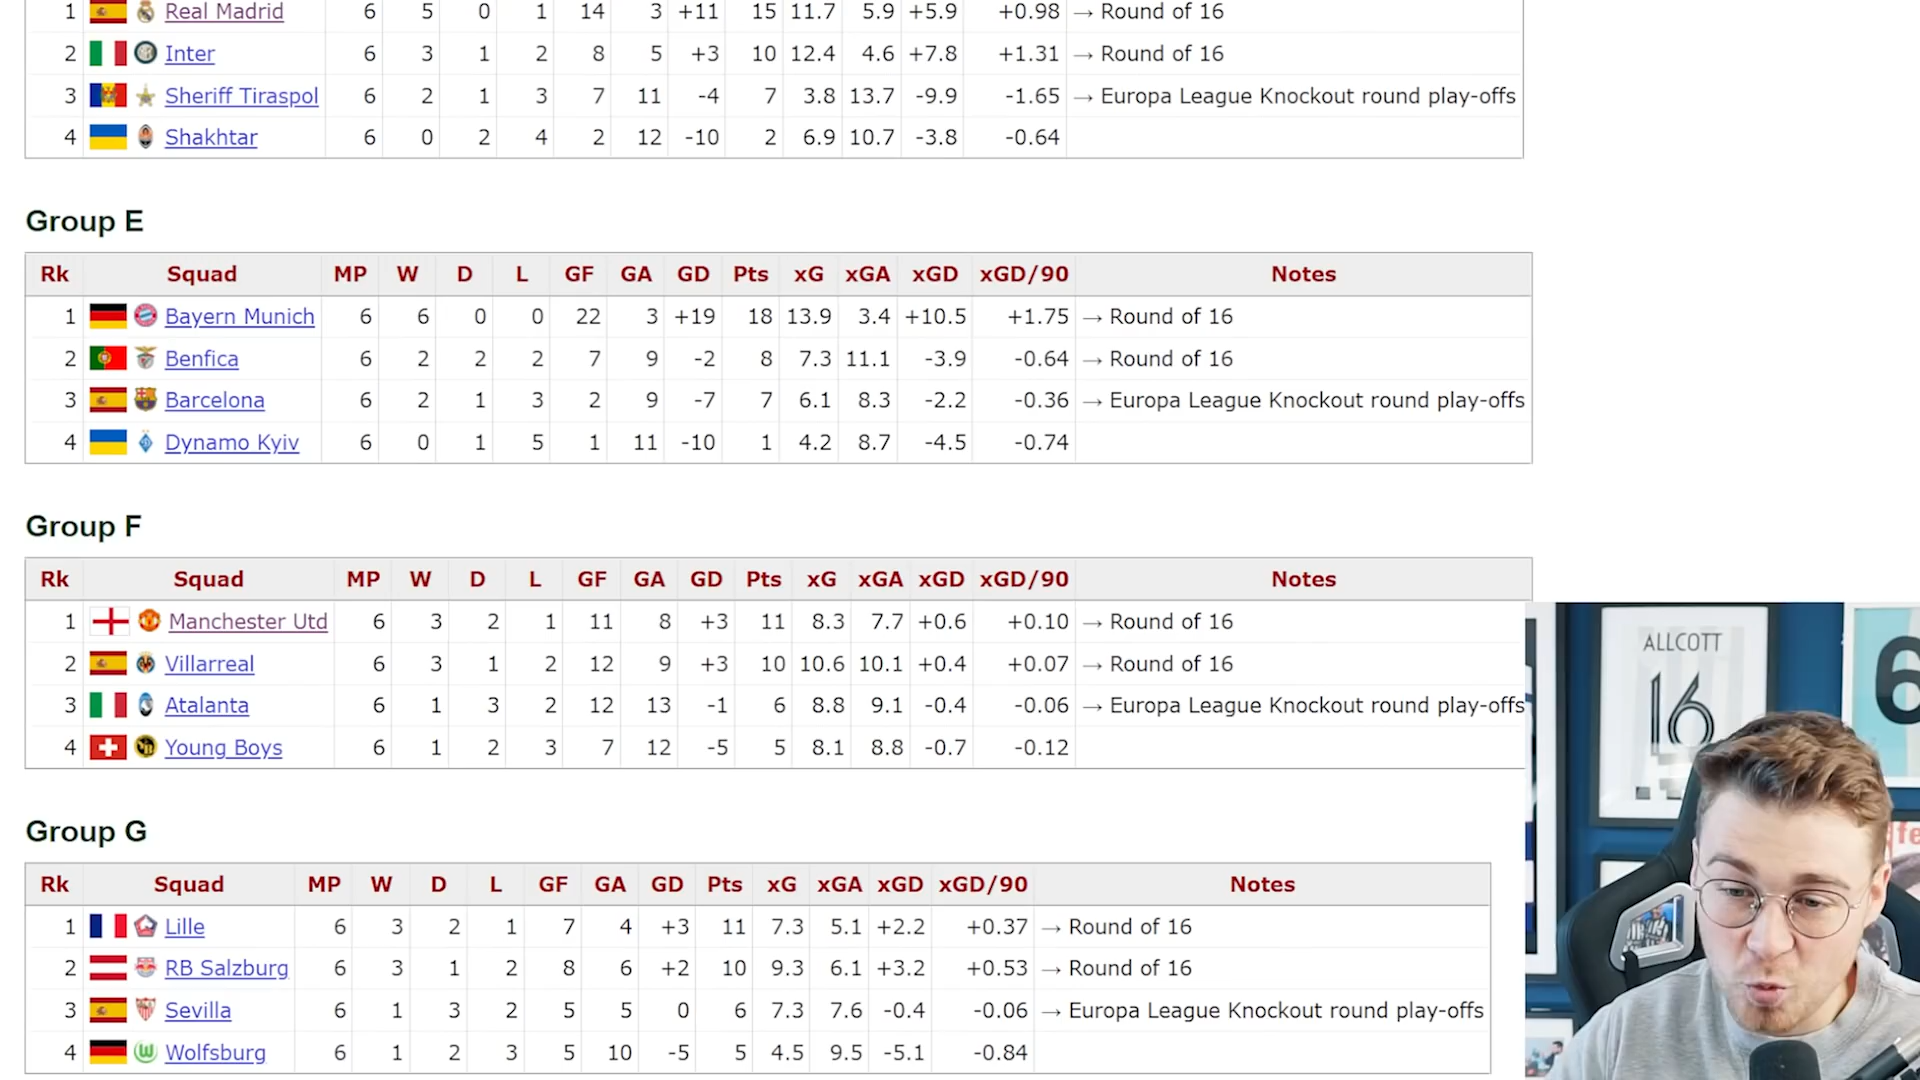 1 Real Madrid 6 5 0 1 14 3 +11 15 11.7 5.9 +5.9 +0.98 → Round of 16
2 Inter 6 3 1 2 8 5 +3 10 12.4 4.6 +7.8 +1.31 → Round of 16
3 Sheriff Tiraspol 6 2 1 3 7 11 -4 7 3.8 13.7 -9.9 -1.65 → Europa League Knockout round play-offs
4 Shakhtar 6 0 2 4 2 12 -10 2 6.9 10.7 -3.8 -0.64
Group E
Rk Squad MP W D L GF GA GD Pts xG xGA xGD xGD/90 Notes
1 Bayern Munich 6 6 0 0 22 3 +19 18 13.9 3.4 +10.5 +1.75 → Round of 16
2 Benfica 6 2 2 2 7 9 -2 8 7.3 11.1 -3.9 -0.64 → Round of 16
3 Barcelona 6 2 1 3 2 9 -7 7 6.1 8.3 -2.2 -0.36 → Europa League Knockout round play-offs
4 Dynamo Kyiv 6 0 1 5 1 11 -10 1 4.2 8.7 -4.5 -0.74
Group F
Rk Squad MP W D L GF GA GD Pts xG xGA xGD xGD/90 Notes
1 Manchester Utd 6 3 2 1 11 8 +3 11 8.3 7.7 +0.6 +0.10 → Round of 16
2 Villarreal 6 3 1 2 12 9 +3 10 10.6 10.1 +0.4 +0.07 → Round of 16
3 Atalanta 6 1 3 2 12 13 -1 6 8.8 9.1 -0.4 -0.06 → Europa League Knockout round play-offs
4 Young Boys 6 1 2 3 7 12 -5 5 8.1 8.8 -0.7 -0.12
Group G
Rk Squad MP W D L GF GA GD Pts xG xGA xGD xGD/90 Notes
1 Lille 6 3 2 1 7 4 +3 11 7.3 5.1 +2.2 +0.37 → Round of 16
2 RB Salzburg 6 3 1 2 8 6 +2 10 9.3 6.1 +3.2 +0.53 → Round of 16
3 Sevilla 6 1 3 2 5 5 0 6 7.3 7.6 -0.4 -0.06 → Europa League Knockout round play-offs
4 Wolfsburg 6 1 2 3 5 10 -5 5 4.5 9.5 -5.1 -0.84
ALLCOTT
16
6
fe